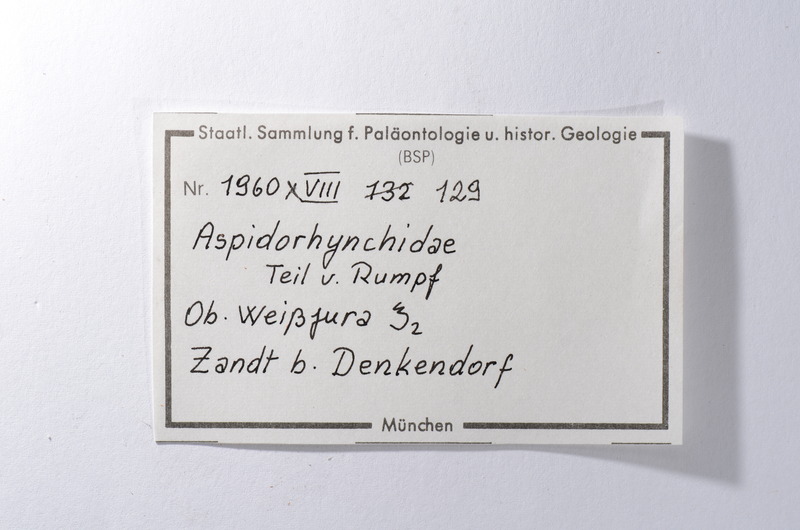 Staatl. Sammlung f. Paläontologie u. histor. Geologie
(BSP)
Nr. 1960 XVIII 132 129
Aspidorhynchidae
Teil v. Rumpf
Ob. Weißjura ζ2
Zandt b. Denkendorf
München